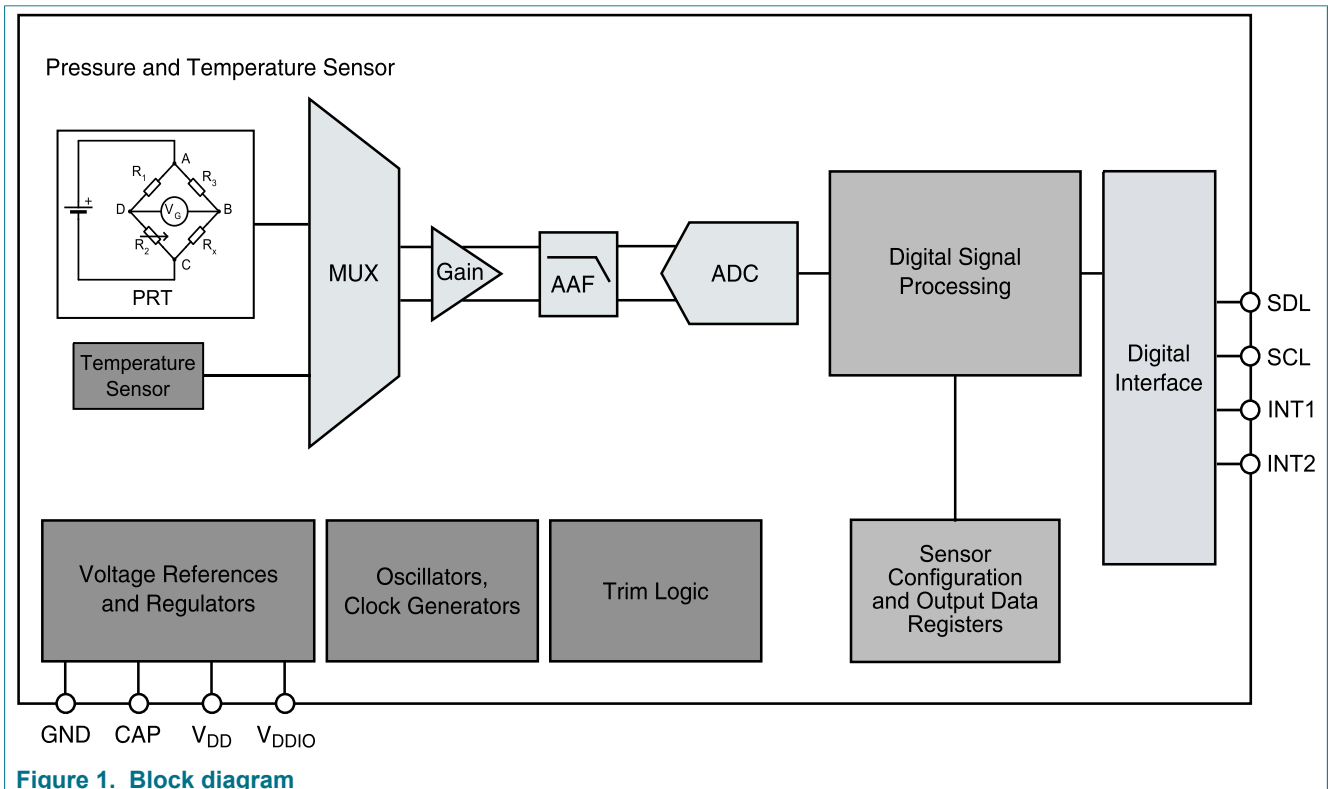 Pressure and Temperature Sensor
A
R1
R3
+
D
VG
B
R2
Rx
C
PRT
Temperature
Sensor
MUX
Gain
AAF
ADC
Digital Signal
Processing
Digital
Interface
SDL
SCL
INT1
INT2
Voltage References
and Regulators
Oscillators,
Clock Generators
Trim Logic
Sensor
Configuration
and Output Data
Registers
GND
CAP
VDD
VDDIO
Figure 1. Block diagram